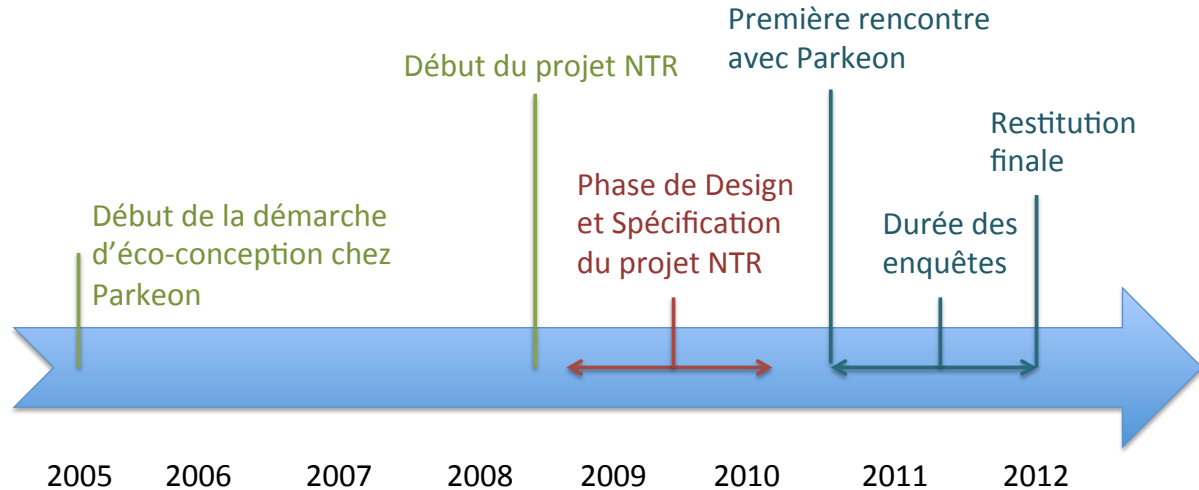 Première rencontre
avec Parkeon
Début du projet NTR
Restitution
finale
Phase de Design
et Spécification
du projet NTR
Début de la démarche
d’éco-conception chez
Parkeon
Durée des
enquêtes
2005 2006 2007 2008 2009 2010 2011 2012